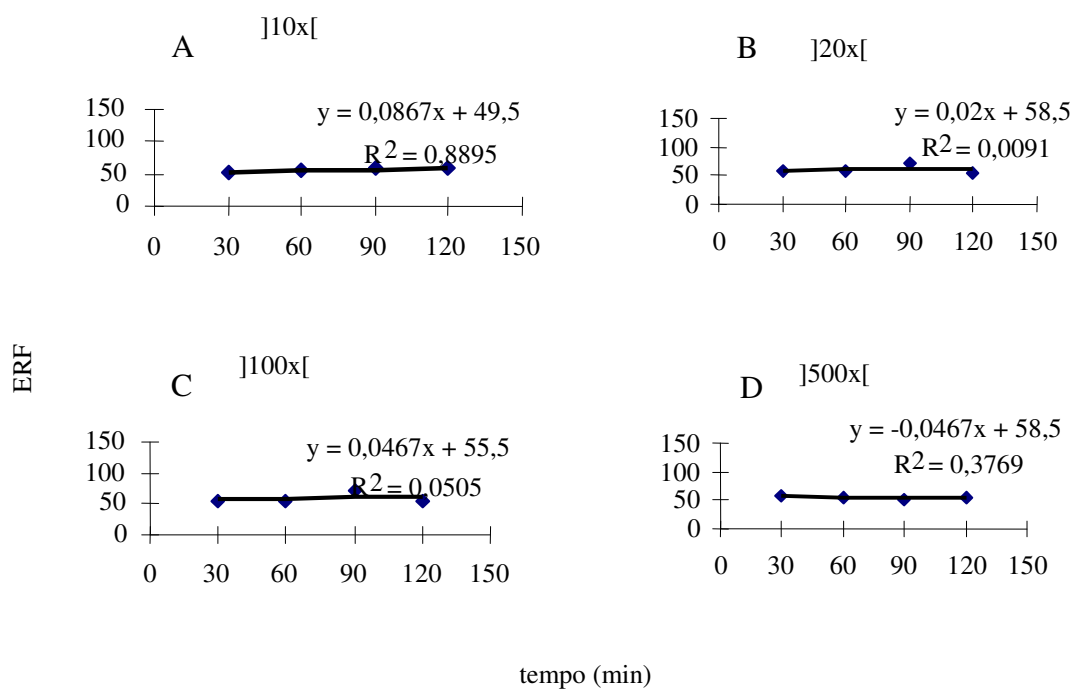 A ]10x[
y = 0,0867x + 49,5
R2 = 0,8895
150
100
50
0
0 30 60 90 120 150
B ]20x[
y = 0,02x + 58,5
R2 = 0,0091
150
100
50
0
0 30 60 90 120 150
ERF
C ]100x[
y = 0,0467x + 55,5
R2 = 0,0505
150
100
50
0
0 30 60 90 120 150
D ]500x[
y = -0,0467x + 58,5
R2 = 0,3769
150
100
50
0
0 30 60 90 120 150
tempo (min)